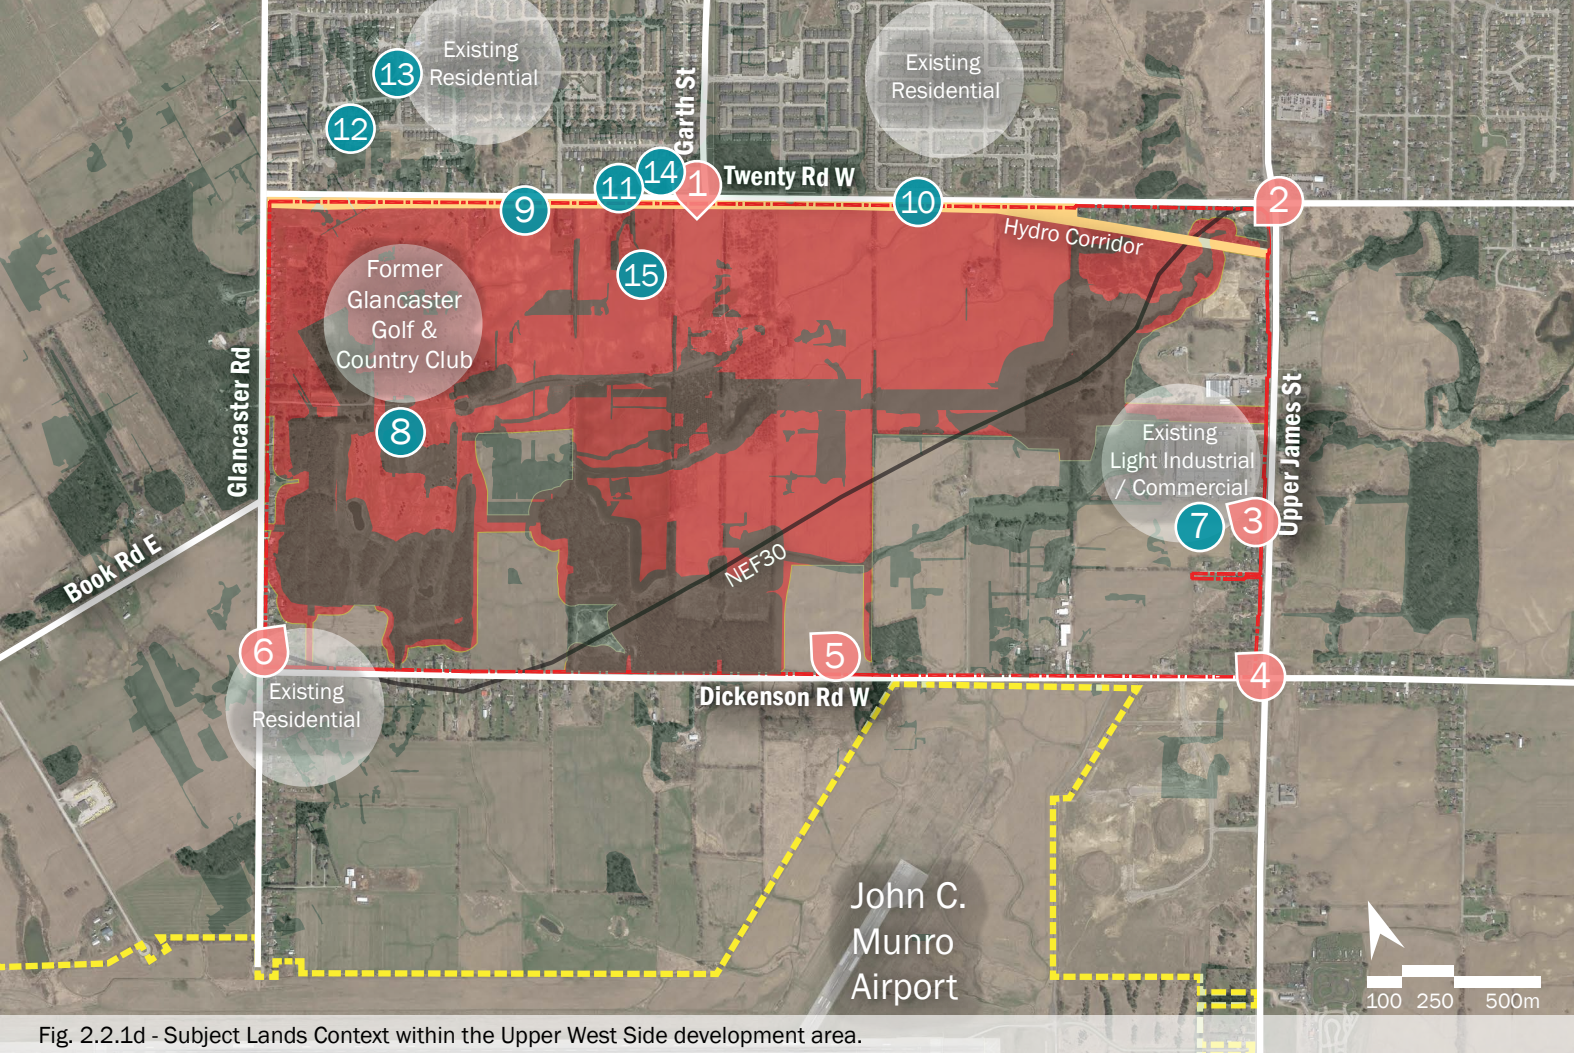 Existing
Residential
13
12
Garth St
Existing
Residential
14
11
1
Twenty Rd W
9
10
2
Hydro Corridor
15
Former
Glancaster
Golf &
Country Club
8
Glancaster Rd
Book Rd E
Upper James St
Existing
Light Industrial
/ Commercial
7
3
NEF30
6
5
4
Existing
Residential
Dickenson Rd W
John C.
Munro
Airport
100 250 500m
Fig. 2.2.1d - Subject Lands Context within the Upper West Side development area.